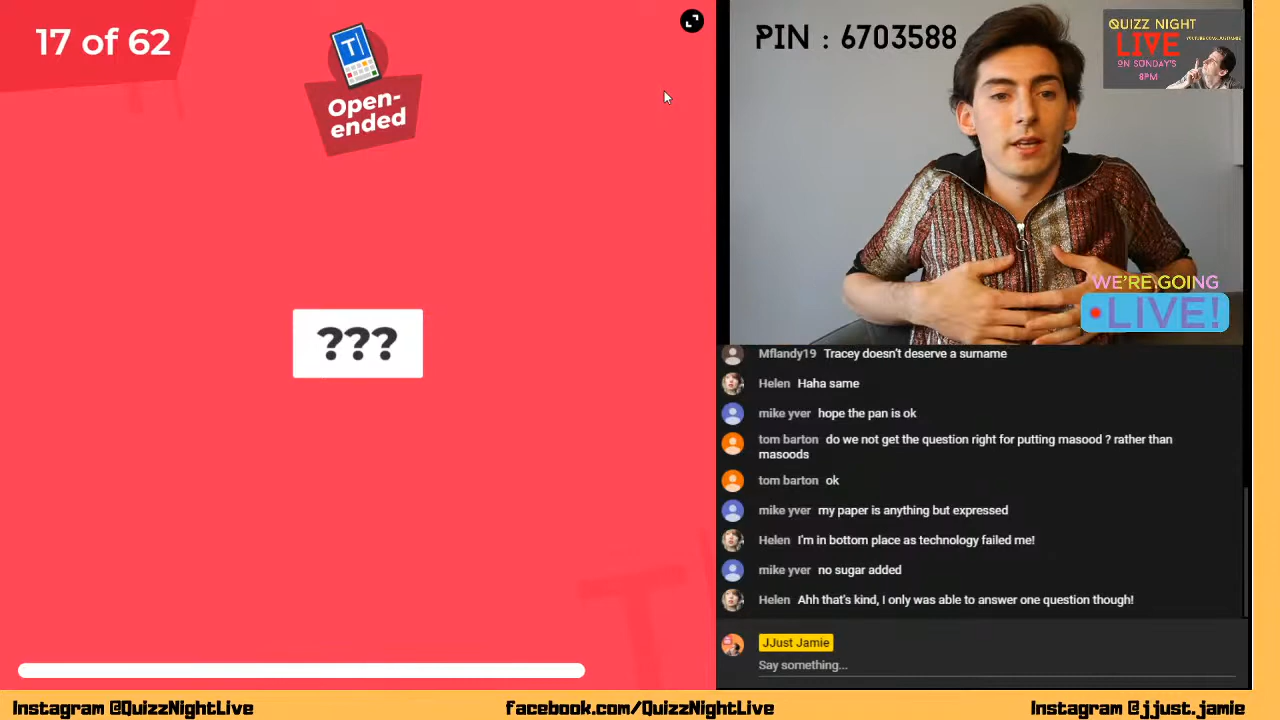 17 of 62
T
Open-
ended
???
PIN : 6703588
QUIZZ NIGHT
LIVE
YOUTUBE.COM/JJUSTJAMIE
ON SUNDAY'S
8PM
WE'RE GOING
LIVE!
Mflandy19 Tracey doesn't deserve a surname
Helen Haha same
mike yver hope the pan is ok
tom barton do we not get the question right for putting masood ? rather than
masoods
tom barton ok
mike yver my paper is anything but expressed
Helen I'm in bottom place as technology failed me!
mike yver no sugar added
Helen Ahh that's kind, I only was able to answer one question though!
JJust Jamie
Say something...
Instagram @QuizzNightLive
facebook.com/QuizzNightLive
Instagram @jjust.jamie